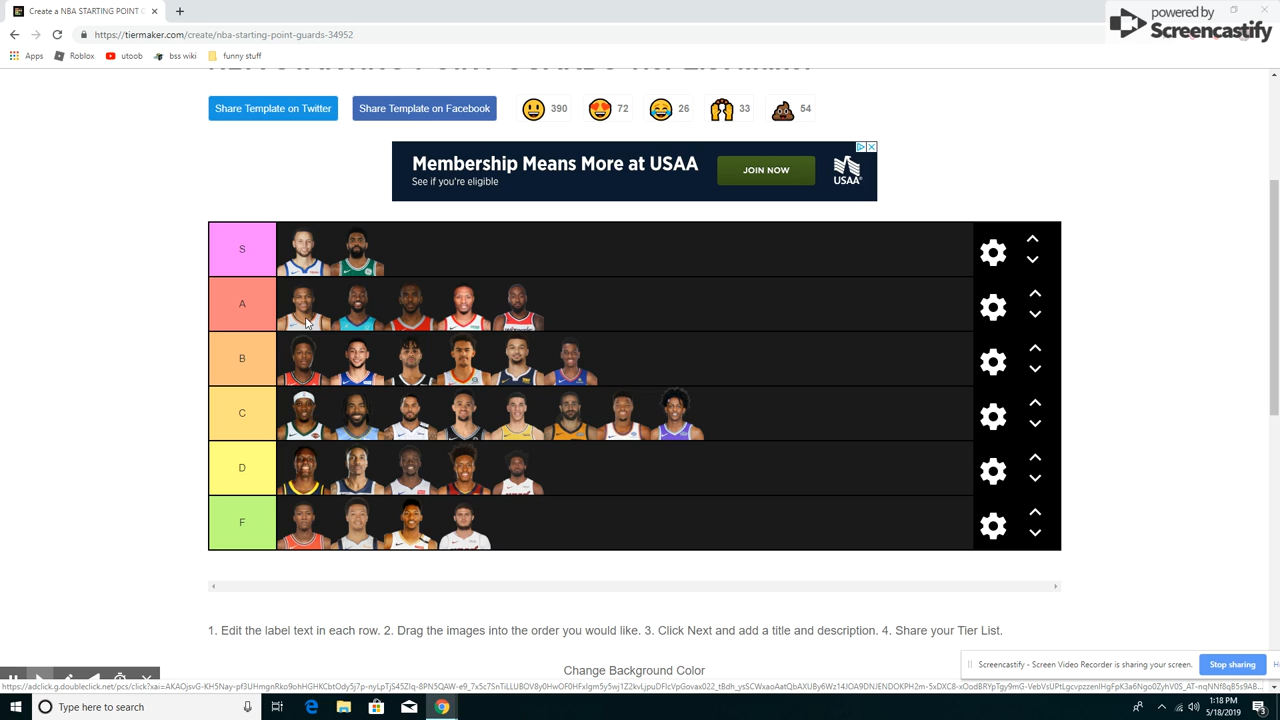 Create a NBA STARTING POINT G
powered by
Screencastify
https://tiermaker.com/create/nba-starting-point-guards-34952
Apps
Roblox
utoob
bss wiki
funny stuff
Share Template on Twitter
Share Template on Facebook
390
72
26
33
54
Membership Means More at USAA
See if you're eligible
JOIN NOW
USAA
S
A
B
C
D
F
1. Edit the label text in each row. 2. Drag the images into the order you would like. 3. Click Next and add a title and description. 4. Share your Tier List.
Change Background Color
Screencastify - Screen Video Recorder is sharing your screen.
Stop sharing
Type here to search
1:18 PM
5/18/2019